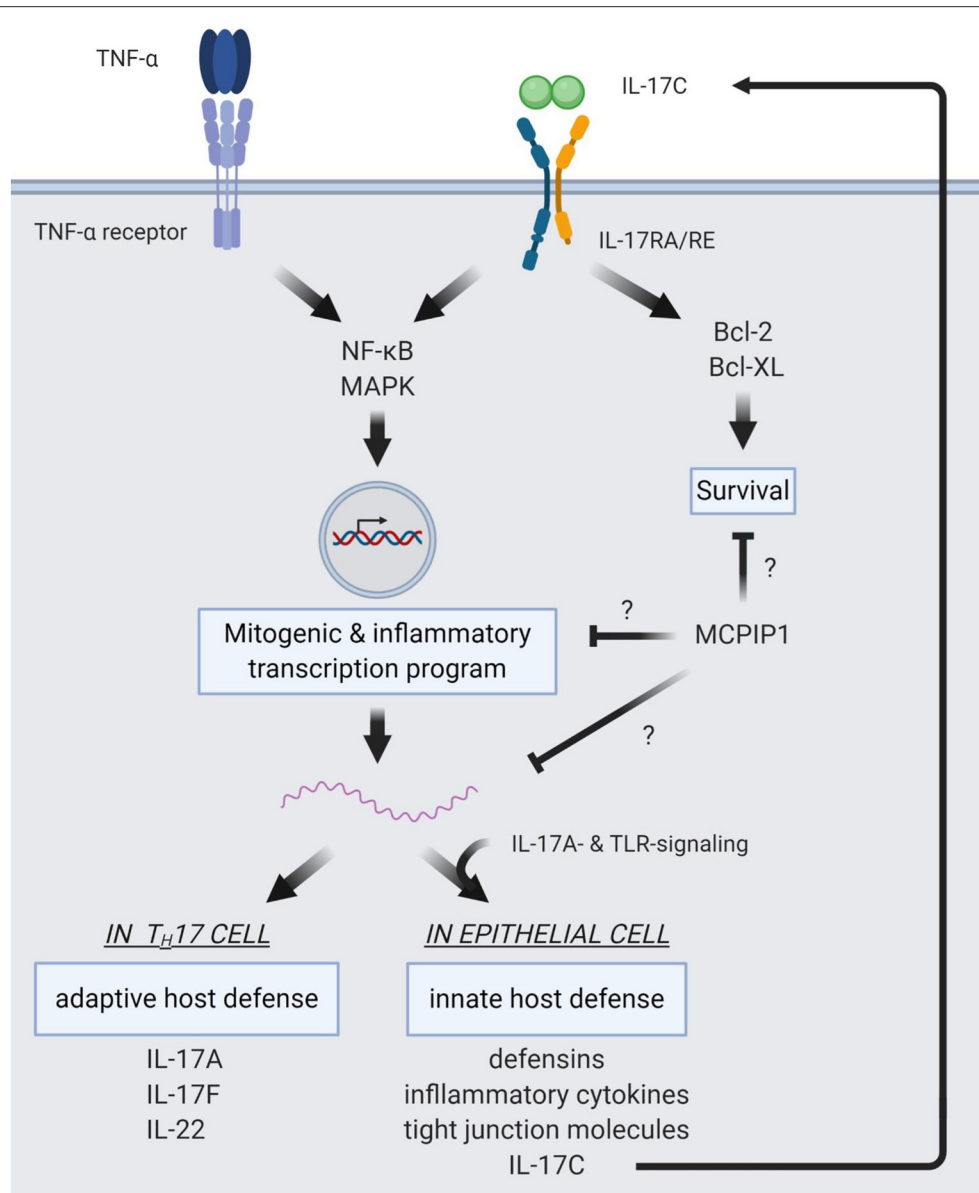 TNF-α
IL-17C
TNF-α receptor
IL-17RA/RE
NF-κB
MAPK
Bcl-2
Bcl-XL
Survival
?
?
MCPIP1
Mitogenic & inflammatory
transcription program
?
IL-17A- & TLR-signaling
IN TH17 CELL
adaptive host defense
IL-17A
IL-17F
IL-22
IN EPITHELIAL CELL
innate host defense
defensins
infllammatory cytokines
tight junction molecules
IL-17C